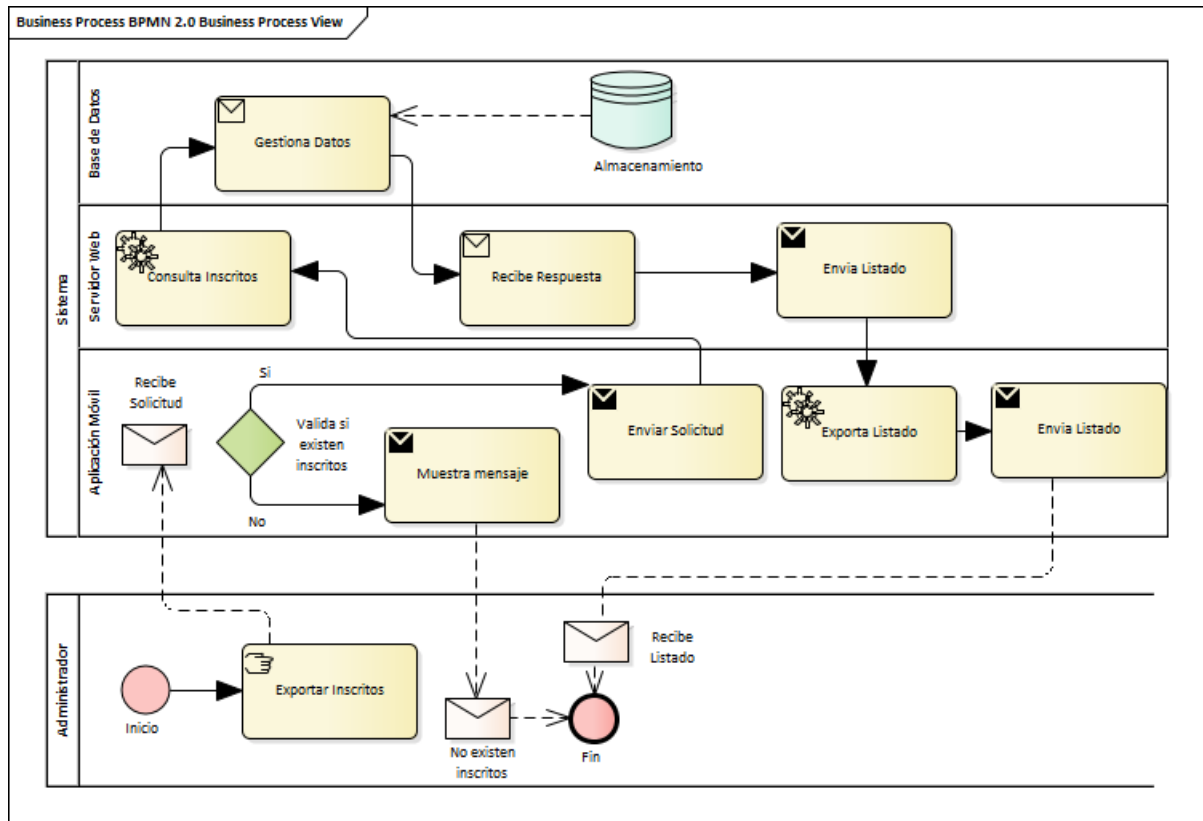 Business Process BPMN 2.0 Business Process View
Sistema
Base de Datos
Gestiona Datos
Almacenamiento
Servidor Web
Consulta Inscritos
Recibe Respuesta
Envia Listado
Aplicación Móvil
Recibe
Solicitud
Si
Valida si
existen
inscritos
No
Muestra mensaje
Enviar Solicitud
Exporta Listado
Envia Listado
Administrador
Inicio
Exportar Inscritos
No existen
inscritos
Recibe
Listado
Fin